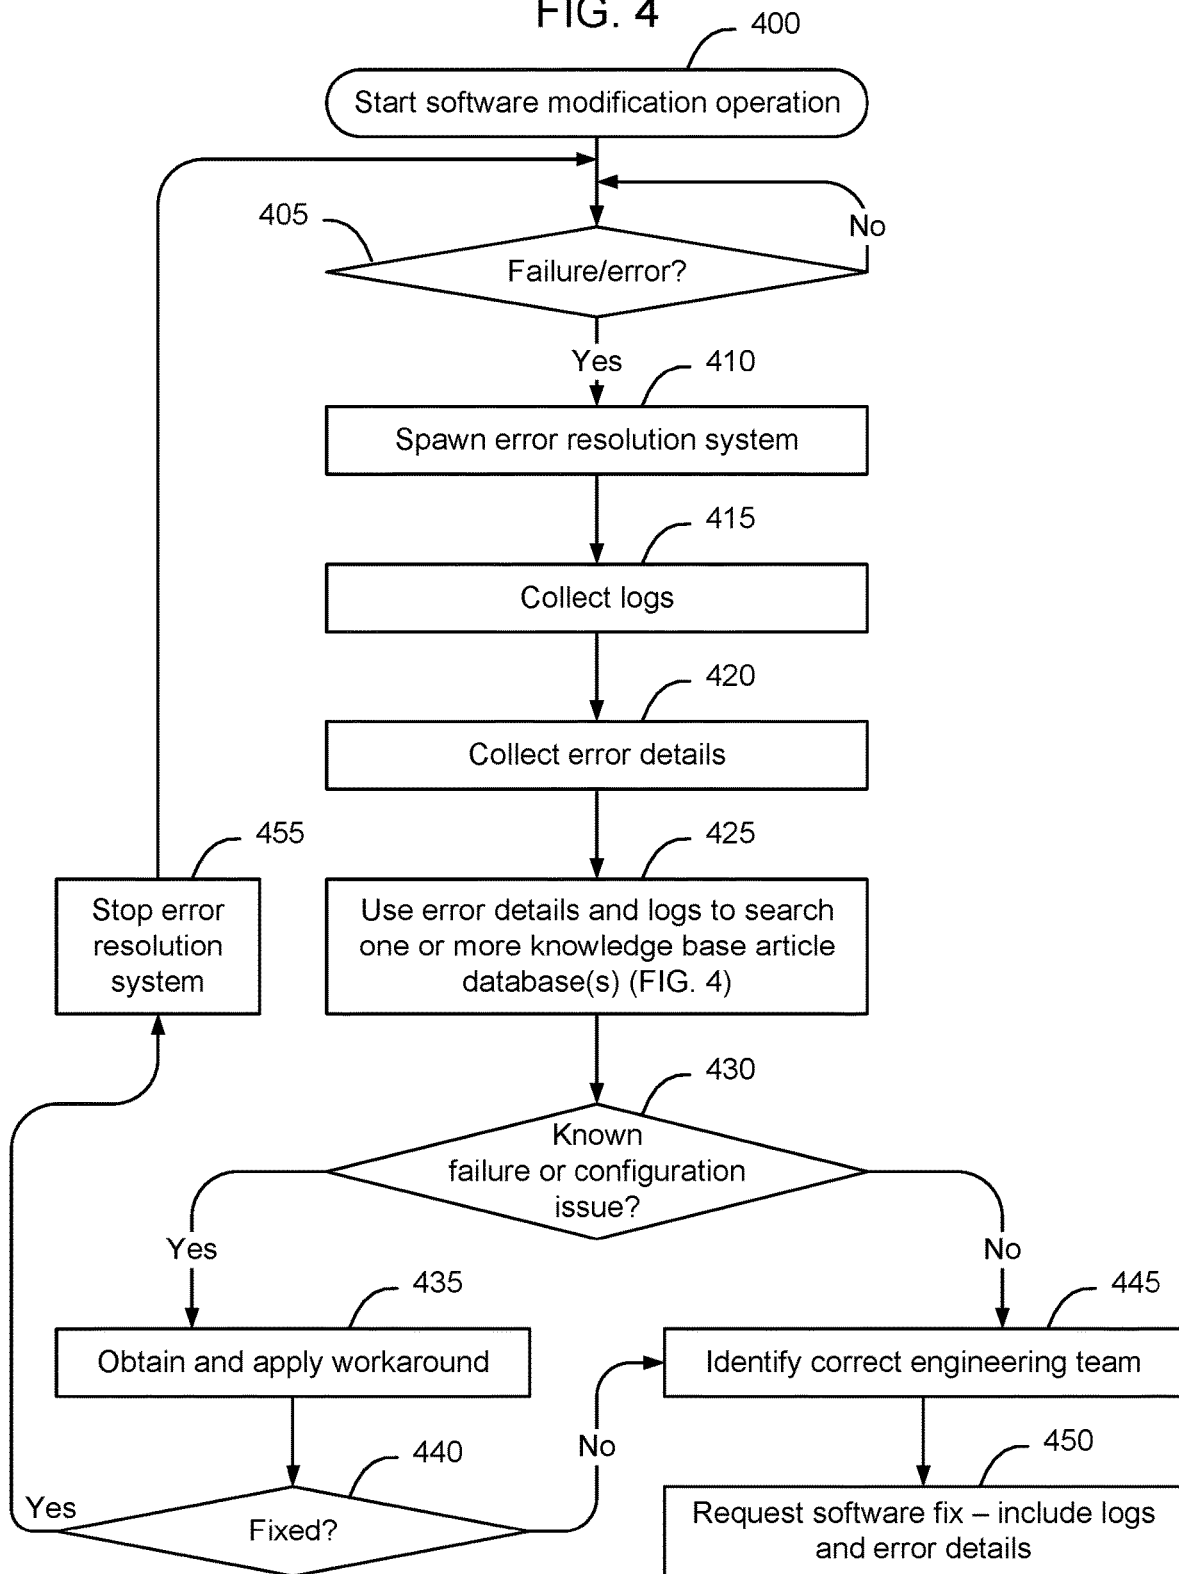 FIG. 4
400
Start software modification operation
405
No
Failure/error?
Yes
410
Spawn error resolution system
415
Collect logs
420
Collect error details
455
425
Stop error
resolution
system
Use error details and logs to search
one or more knowledge base article
database(s) (FIG. 4)
430
Known
failure or configuration
issue?
Yes
No
435
445
Obtain and apply workaround
Identify correct engineering team
440
No
450
Yes
Fixed?
Request software fix – include logs
and error details